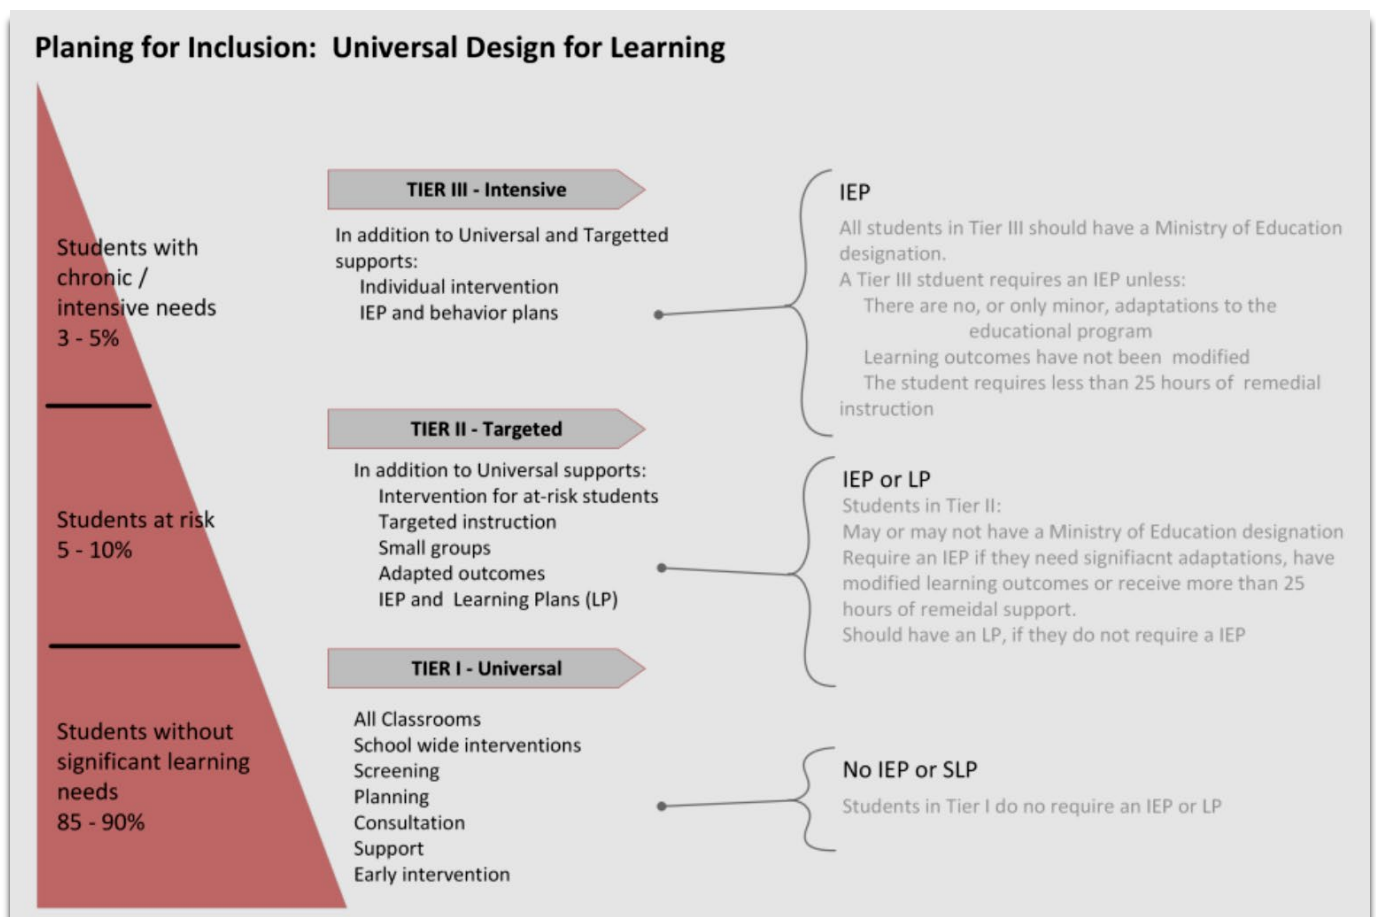 Planing for Inclusion: Universal Design for Learning
Students with
chronic /
intensive needs
3 - 5%
TIER III - Intensive
In addition to Universal and Targetted
supports:
Individual intervention
IEP and behavior plans
IEP
All students in Tier III should have a Ministry of Education
designation.
A Tier III stduent requires an IEP unless:
There are no, or only minor, adaptations to the
educational program
Learning outcomes have not been modified
The student requires less than 25 hours of remedial
instruction
Students at risk
5 - 10%
TIER II - Targeted
In addition to Universal supports:
Intervention for at-risk students
Targeted instruction
Small groups
Adapted outcomes
IEP and Learning Plans (LP)
IEP or LP
Students in Tier II:
May or may not have a Ministry of Education designation
Require an IEP if they need signifiacnt adaptations, have
modified learning outcomes or receive more than 25
hours of remeidal support.
Should have an LP, if they do not require a IEP
Students without
significant learning
needs
85 - 90%
TIER I - Universal
All Classrooms
School wide interventions
Screening
Planning
Consultation
Support
Early intervention
No IEP or SLP
Students in Tier I do no require an IEP or LP